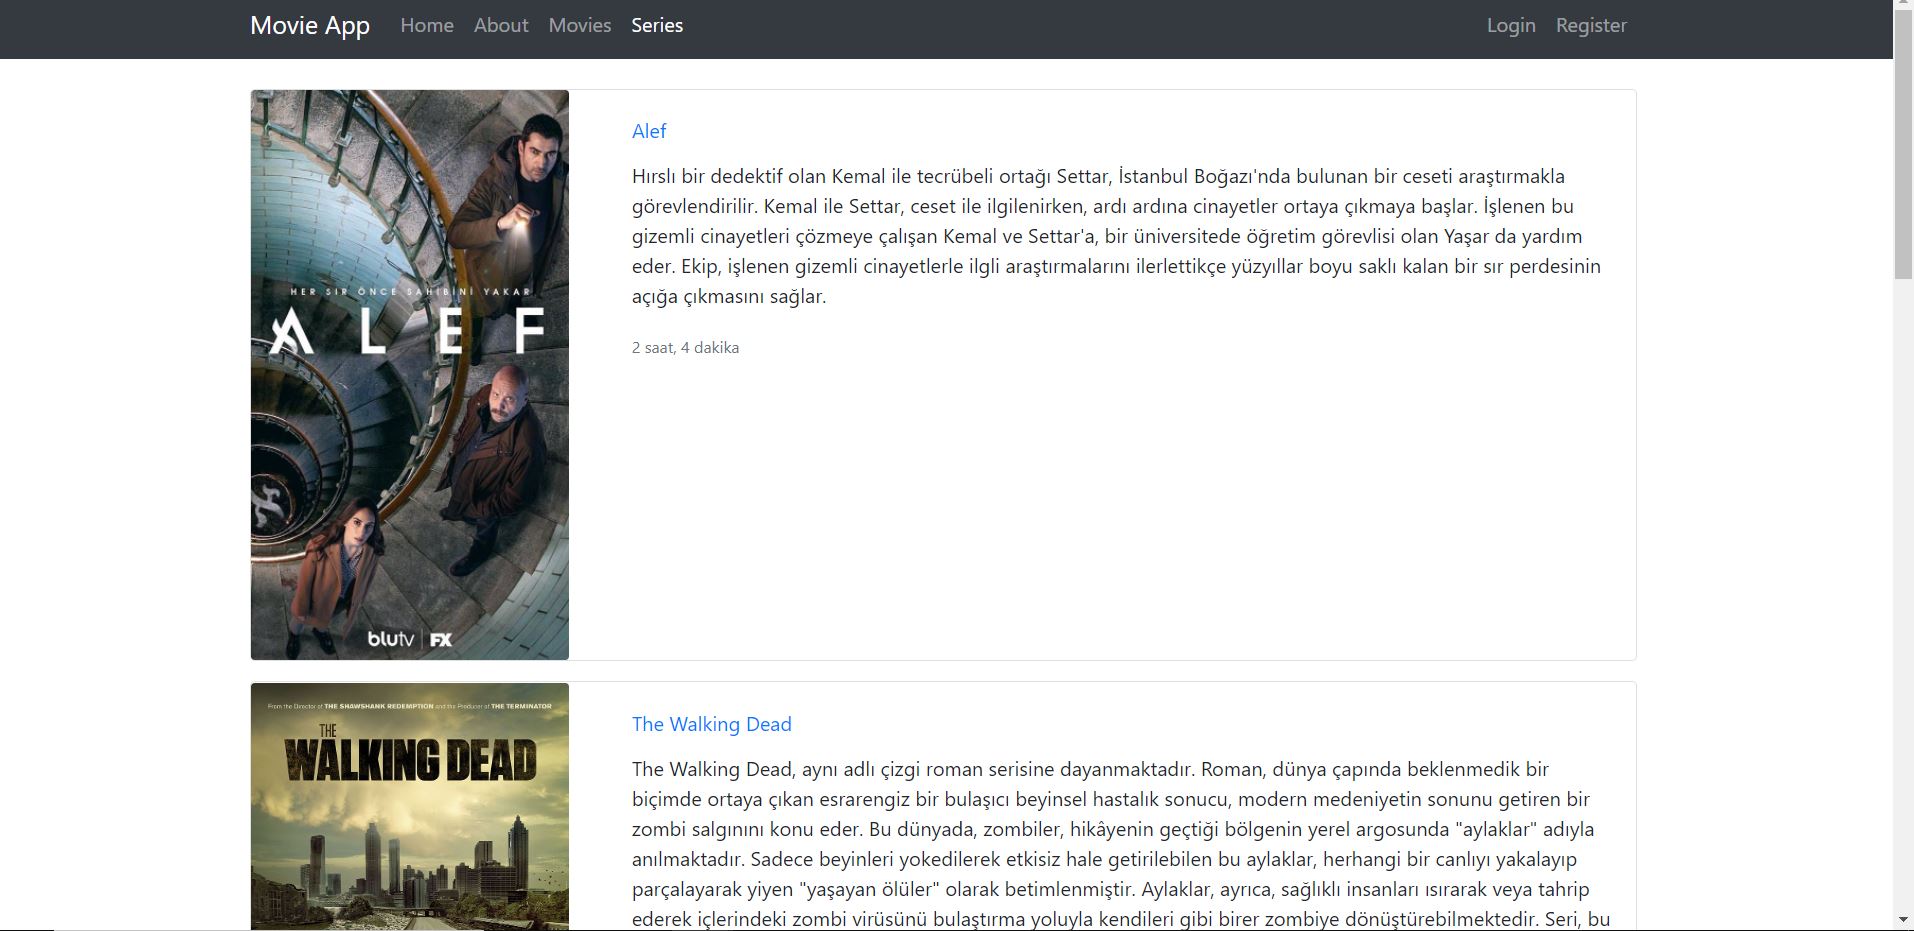 Movie App Home About Movies Series Login Register
HER SIR ÖNCE SAHİBİNİ YAKAR
ALEF
blutv | FX
Alef
Hırslı bir dedektif olan Kemal ile tecrübeli ortağı Settar, İstanbul Boğazı'nda bulunan bir ceseti araştırmakla
görevlendirilir. Kemal ile Settar, ceset ile ilgilenirken, ardı ardına cinayetler ortaya çıkmaya başlar. İşlenen bu
gizemli cinayetleri çözmeye çalışan Kemal ve Settar'a, bir üniversitede öğretim görevlisi olan Yaşar da yardım
eder. Ekip, işlenen gizemli cinayetlerle ilgli araştırmalarını ilerlettikçe yüzyıllar boyu saklı kalan bir sır perdesinin
açığa çıkmasını sağlar.
2 saat, 4 dakika
From the Director of THE SHAWSHANK REDEMPTION and the Producer of THE TERMINATOR
THE
WALKING DEAD
The Walking Dead
The Walking Dead, aynı adlı çizgi roman serisine dayanmaktadır. Roman, dünya çapında beklenmedik bir
biçimde ortaya çıkan esrarengiz bir bulaşıcı beyinsel hastalık sonucu, modern medeniyetin sonunu getiren bir
zombi salgınını konu eder. Bu dünyada, zombiler, hikâyenin geçtiği bölgenin yerel argosunda "aylaklar" adıyla
anılmaktadır. Sadece beyinleri yokedilerek etkisiz hale getirilebilen bu aylaklar, herhangi bir canlıyı yakalayıp
parçalayarak yiyen "yaşayan ölüler" olarak betimlenmiştir. Aylaklar, ayrıca, sağlıklı insanları ısırarak veya tahrip
ederek içlerindeki zombi virüsünü bulaştırma yoluyla kendileri gibi birer zombiye dönüştürebilmektedir. Seri, bu